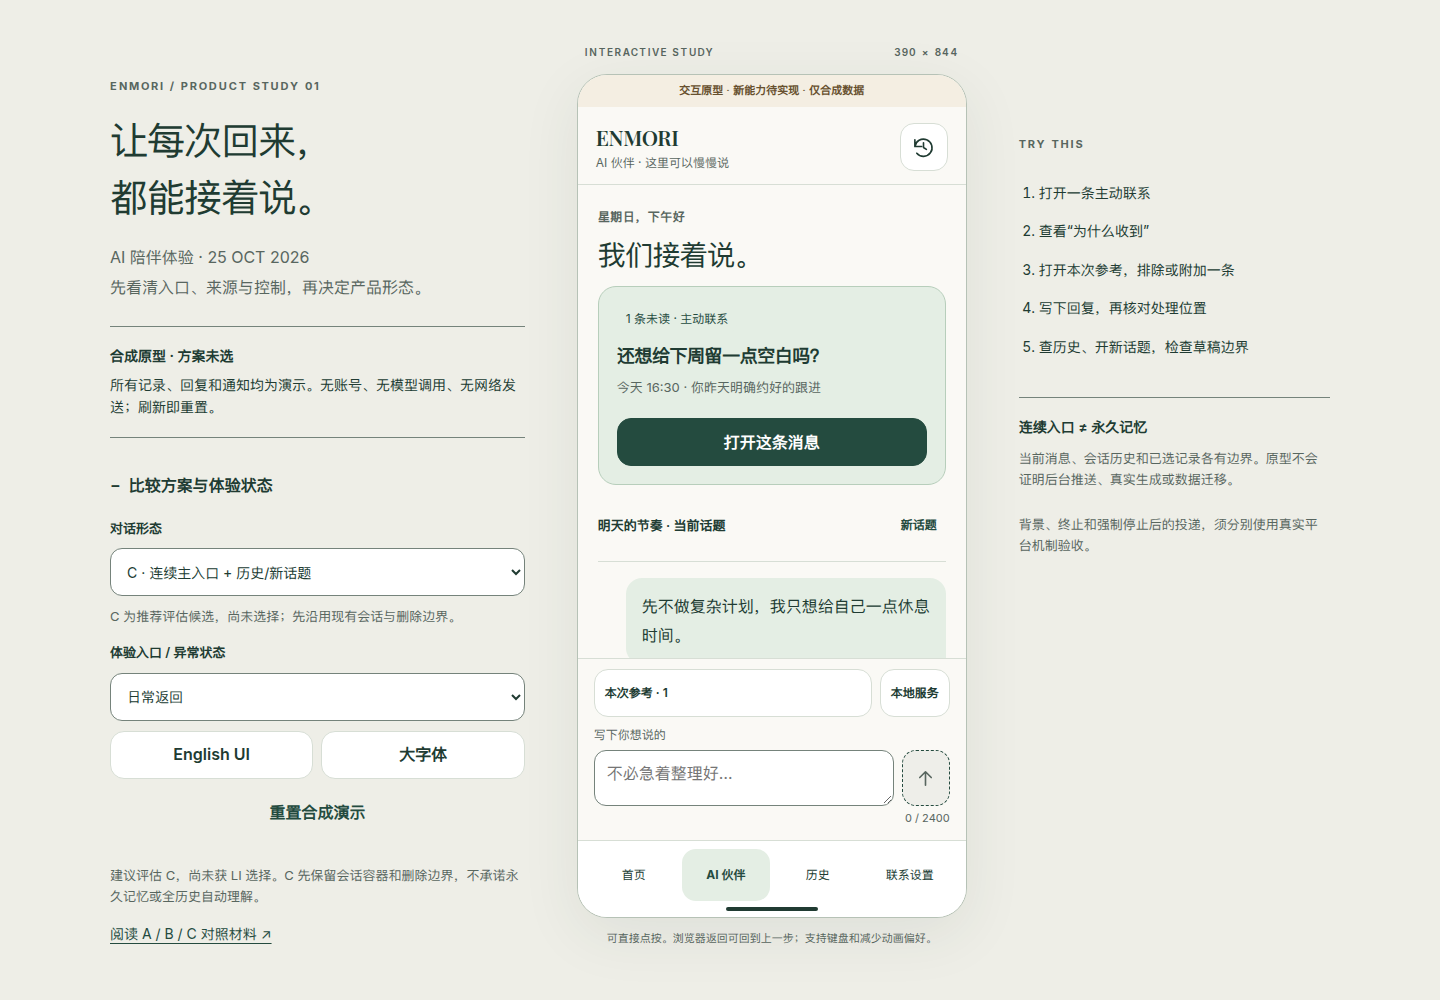 ENMORI / PRODUCT STUDY 01
让每次回来，
都能接着说。
AI 陪伴体验 · 25 OCT 2026
先看清入口、来源与控制，再决定产品形态。
合成原型 · 方案未选
所有记录、回复和通知均为演示。无账号、无模型调用、无网络发
送；刷新即重置。
− 比较方案与体验状态
对话形态
C · 连续主入口 + 历史/新话题
C 为推荐评估候选，尚未选择；先沿用现有会话与删除边界。
体验入口 / 异常状态
日常返回
English UI
大字体
重置合成演示
建议评估 C，尚未获 LI 选择。C 先保留会话容器和删除边界，不承诺永
久记忆或全历史自动理解。
阅读 A / B / C 对照材料 ↗
INTERACTIVE STUDY
390 × 844
交互原型 · 新能力待实现 · 仅合成数据
ENMORI
AI 伙伴 · 这里可以慢慢说
星期日，下午好
我们接着说。
1 条未读 · 主动联系
还想给下周留一点空白吗？
今天 16:30 · 你昨天明确约好的跟进
打开这条消息
明天的节奏 · 当前话题
新话题
先不做复杂计划，我只想给自己一点休息
时间。
本次参考 · 1
本地服务
写下你想说的
不必急着整理好…
0 / 2400
首页
AI 伙伴
历史
联系设置
可直接点按。浏览器返回可回到上一步；支持键盘和减少动画偏好。
TRY THIS
1. 打开一条主动联系
2. 查看“为什么收到”
3. 打开本次参考，排除或附加一条
4. 写下回复，再核对处理位置
5. 查历史、开新话题，检查草稿边界
连续入口 ≠ 永久记忆
当前消息、会话历史和已选记录各有边界。原型不会
证明后台推送、真实生成或数据迁移。
背景、终止和强制停止后的投递，须分别使用真实平
台机制验收。